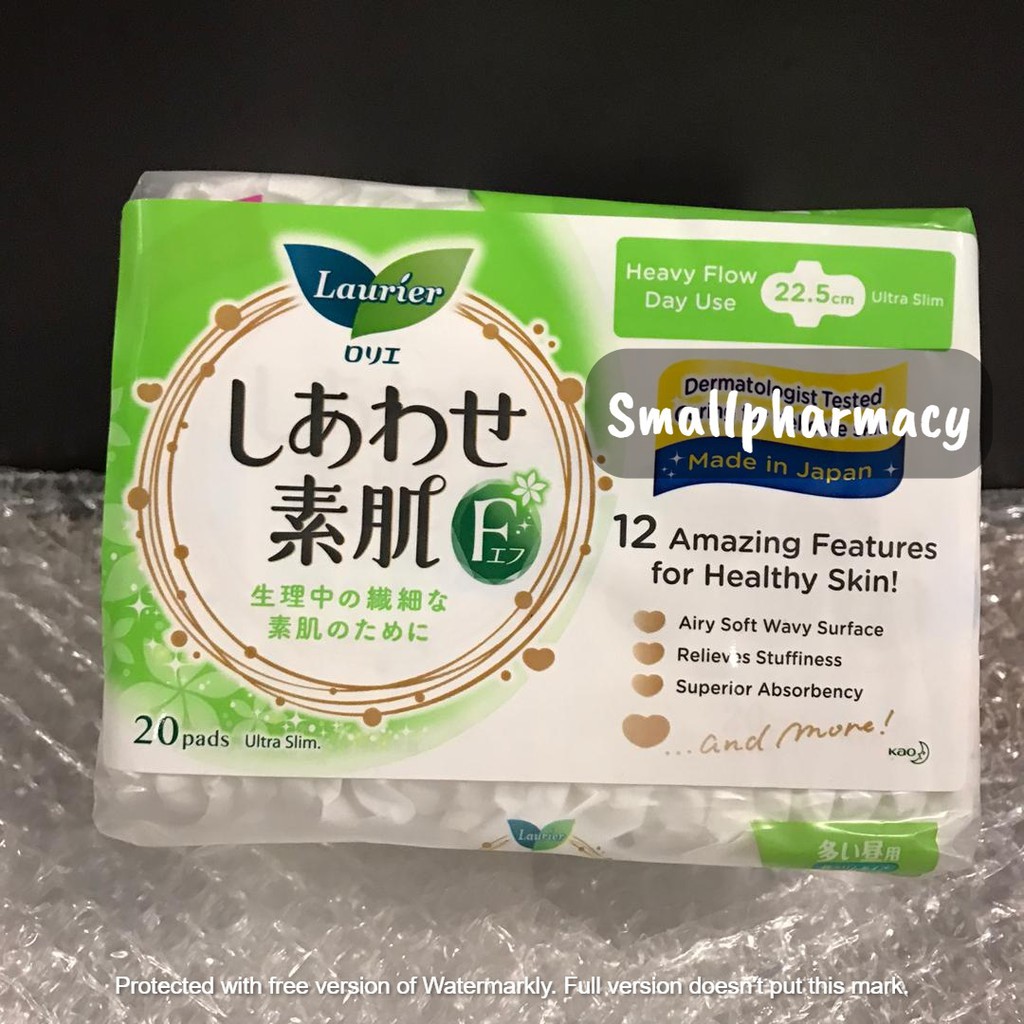 Laurier
ロリエ
しあわせ
素肌
F
エフ
生理中の繊細な
素肌のために
20 pads Ultra Slim.
Heavy Flow
Day Use
22.5cm
Ultra Slim
Dermatologist Tested
Smallpharmacy
Made in Japan
12 Amazing Features
for Healthy Skin!
Airy Soft Wavy Surface
Relieves Stuffiness
Superior Absorbency
...and more!
Kao
Laurier
多い昼用
Protected with free version of Watermarkly. Full version doesn't put this mark.